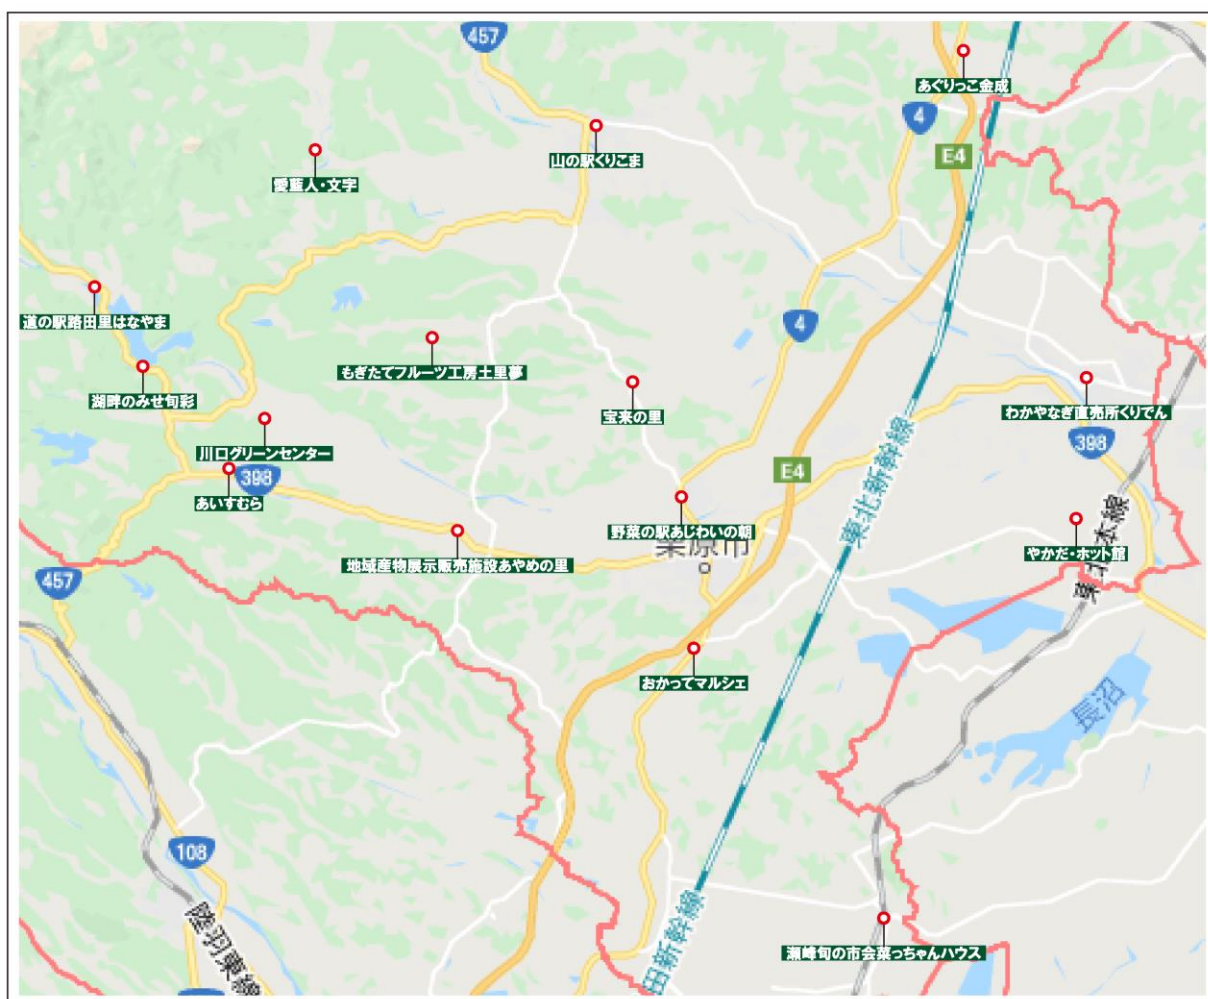 457
あぐりっこ金成
4
山の駅くりこま
E4
愛藍人・文字
道の駅路田里はなやま
4
もぎたてフルーツ工房土里夢
湖畔のみせ旬彩
宝来の里
わかやなぎ直売所くりでん
川口グリーンセンター
398
E4
398
東北新幹線
あいすむら
野菜の駅あじわいの朝
栗原市
やかだ・ホット館
地域産物展示販売施設あやめの里
東北本線
457
おかってマルシェ
長沼
108
陸羽東線
田新幹線
瀬峰旬の市会菜っちゃんハウス